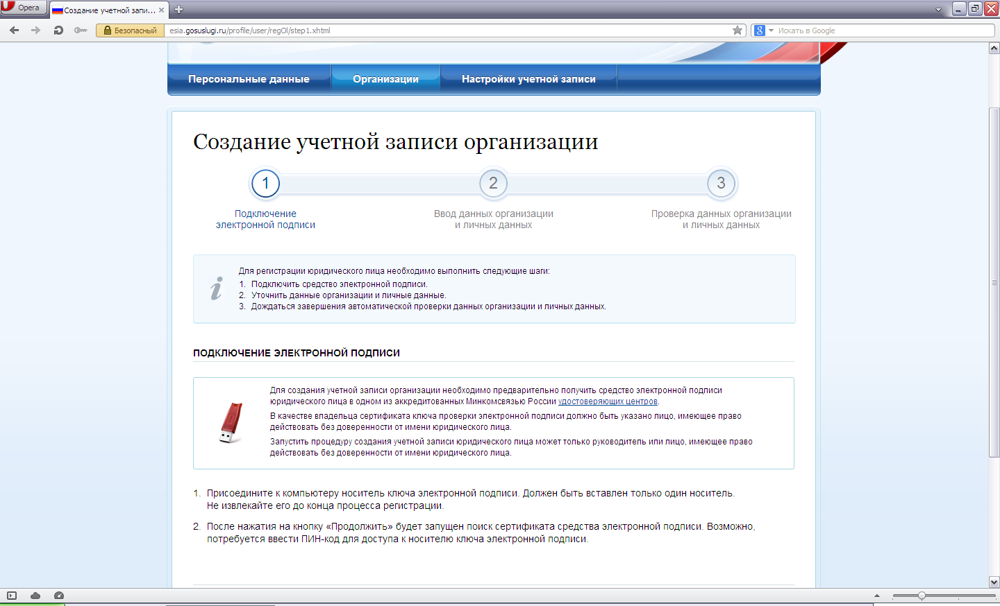 Opera
Создание учетной запи...
Безопасный
esia.gosuslugi.ru/profile/user/regOl/step1.xhtml
Искать в Google
Персональные данные
Организации
Настройки учетной записи
Создание учетной записи организации
1
2
3
Подключение
электронной подписи
Ввод данных организации
и личных данных
Проверка данных организации
и личных данных
Для регистрации юридического лица необходимо выполнить следующие шаги:
1. Подключить средство электронной подписи.
2. Уточнить данные организации и личные данные.
3. Дождаться завершения автоматической проверки данных организации и личных данных.
ПОДКЛЮЧЕНИЕ ЭЛЕКТРОННОЙ ПОДПИСИ
Для создания учетной записи организации необходимо предварительно получить средство электронной подписи
юридического лица в одном из аккредитованных Минкомсвязью России удостоверяющих центров.
В качестве владельца сертификата ключа проверки электронной подписи должно быть указано лицо, имеющее право
действовать без доверенности от имени юридического лица.
Запустить процедуру создания учетной записи юридического лица может только руководитель или лицо, имеющее право
действовать без доверенности от имени юридического лица.
1. Присоедините к компьютеру носитель ключа электронной подписи. Должен быть вставлен только один носитель.
Не извлекайте его до конца процесса регистрации.
2. После нажатия на кнопку «Продолжить» будет запущен поиск сертификата средства электронной подписи. Возможно,
потребуется ввести ПИН-код для доступа к носителю ключа электронной подписи.